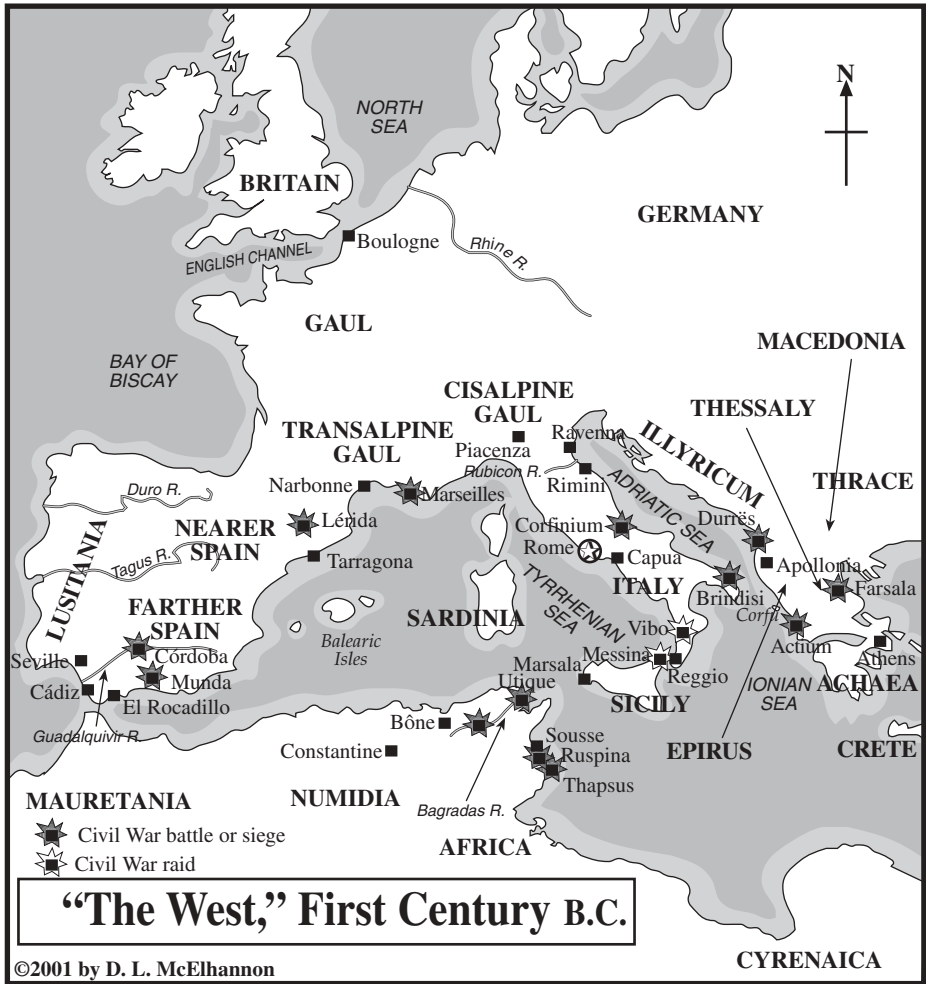 N
NORTH
SEA
BRITAIN
GERMANY
ENGLISH CHANNEL
Boulogne
Rhine R.
GAUL
MACEDONIA
BAY OF
BISCAY
CISALPINE
GAUL
THESSALY
TRANSALPINE
GAUL
Ravenna
ILLYRICUM
Piacenza
Rubicon R.
Rimini
THRACE
Duro R.
Narbonne
Marseilles
ADRIATIC SEA
NEARER
SPAIN
Lérida
Corfinium
Durrës
Rome
Capua
Apollonia
Tagus R.
Tarragona
LUSITANIA
TYRRHENIAN
SEA
ITALY
Brindisi
Farsala
FARTHER
SPAIN
SARDINIA
Corfu
Balearic
Isles
Vibo
Actium
Córdoba
Seville
Messina
Reggio
Athens
Munda
Marsala
Utique
IONIAN
SEA
ACHAEA
Cádiz
El Rocadillo
SICILY
Guadalquivir R.
Bône
Sousse
EPIRUS
CRETE
Constantine
Ruspina
Thapsus
MAURETANIA
NUMIDIA
Bagradas R.
Civil War battle or siege
AFRICA
Civil War raid
“The West,” First Century B.C.
CYRENAICA
©2001 by D. L. McElhannon